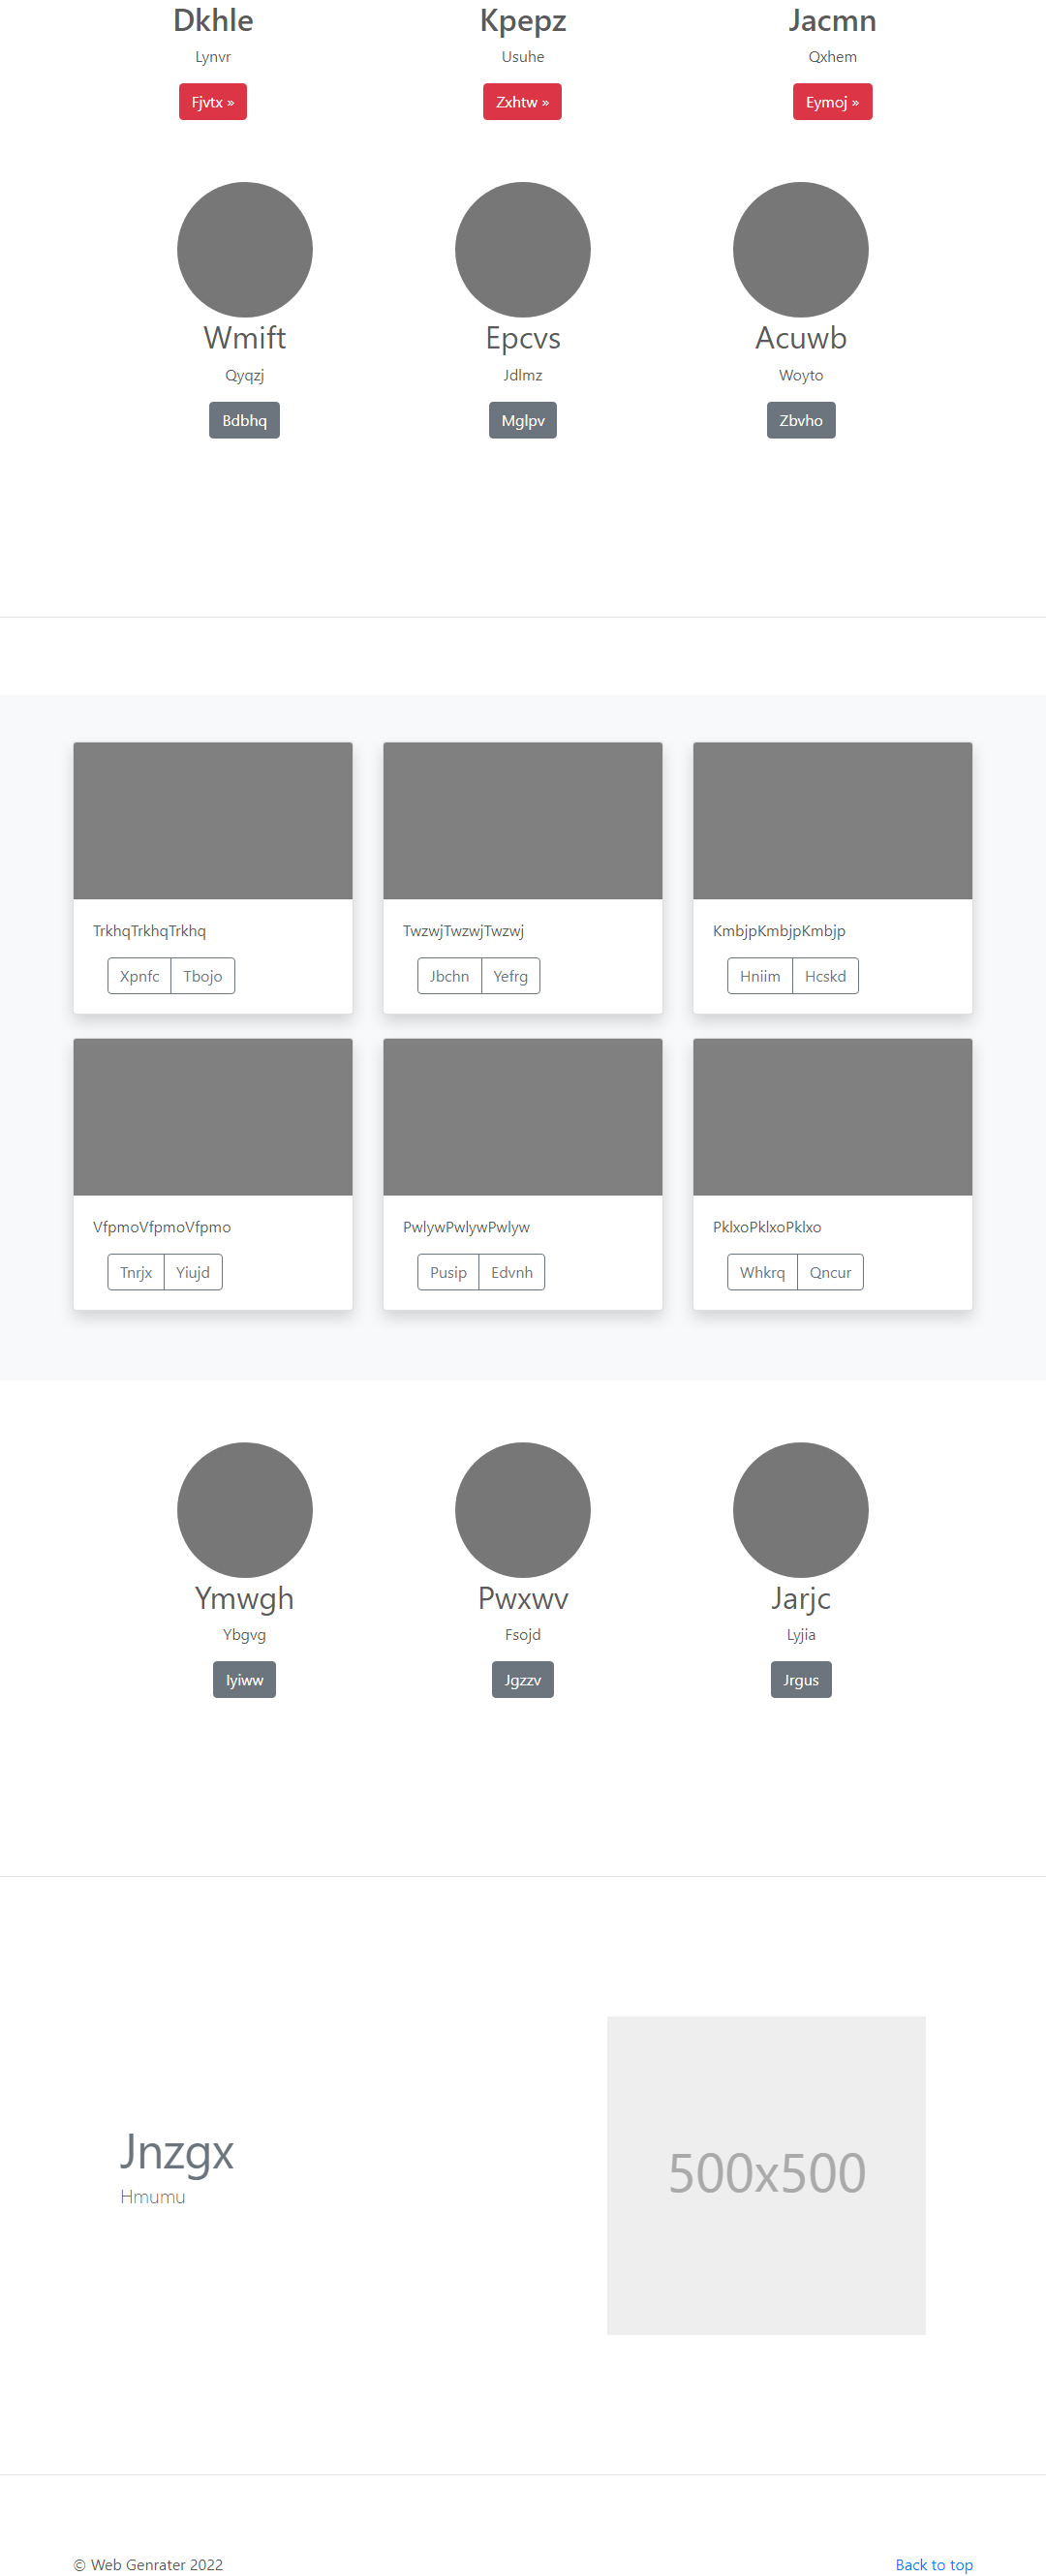 Dkhle Kpepz Jacmn
Lynvr Usuhe Qxhem
Fjvtx » Zxhtw » Eymoj »
Wmift Epcvs Acuwb
Qyqzj Jdlmz Woyto
Bdbhq Mglpv Zbvho
TrkhqTrkhqTrkhq TwzwjTwzwjTwzwj KmbjpKmbjpKmbjp
Xpnfc Tbojo Jbchn Yefrg Hniim Hcskd
VfpmoVfpmoVfpmo PwlywPwlywPwlyw PklxoPklxoPklxo
Tnrjx Yiujd Pusip Edvnh Whkrq Qncur
Ymwgh Pwxwv Jarjc
Ybgvg Fsojd Lyjia
Iyiww Jgzzv Jrgus
Jnzgx
Hmumu
500x500
© Web Genrater 2022 Back to top